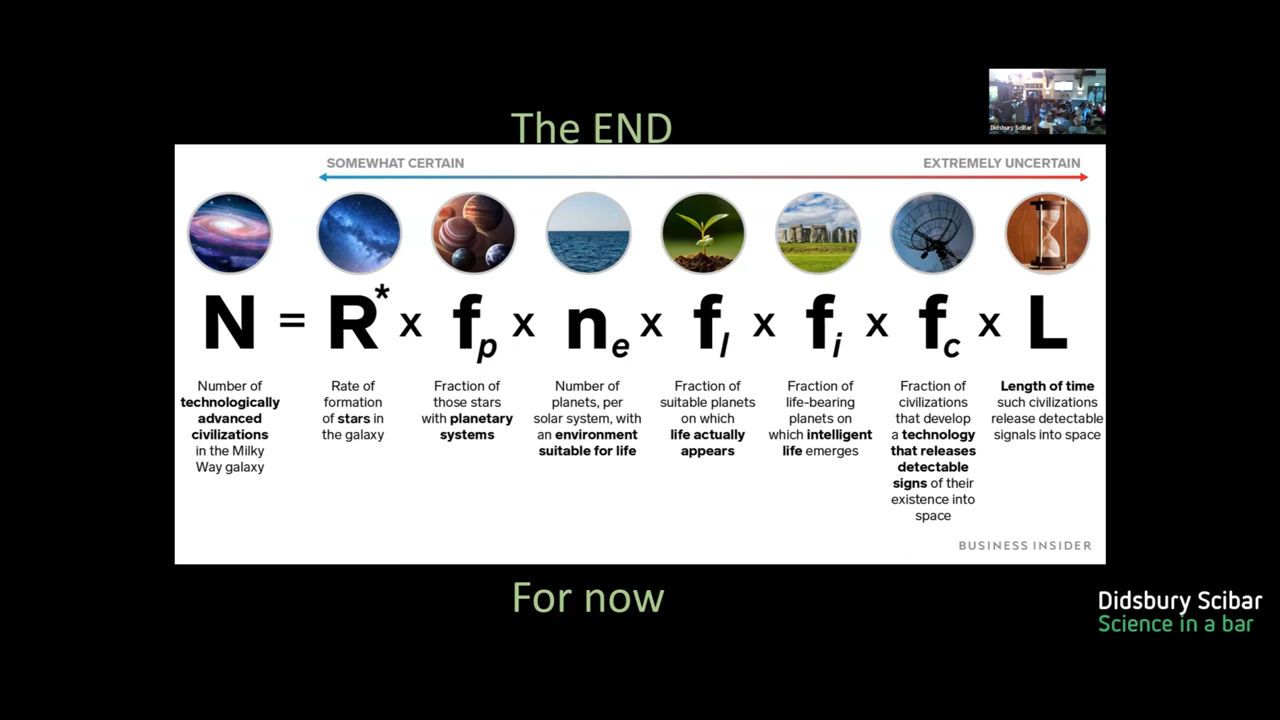 The END
Didsbury SciBar
SOMEWHAT CERTAIN
EXTREMELY UNCERTAIN
N = R* x fp x ne x fl x fi x fc x L
Number of
technologically
advanced
civilizations
in the Milky
Way galaxy
Rate of
formation
of stars in
the galaxy
Fraction of
those stars
with planetary
systems
Number of
planets, per
solar system, with
an environment
suitable for life
Fraction of
suitable planets
on which
life actually
appears
Fraction of
life-bearing
planets on
which intelligent
life emerges
Fraction of
civilizations
that develop
a technology
that releases
detectable
signs of their
existence into
space
Length of time
such civilizations
release detectable
signals into space
BUSINESS INSIDER
For now
Didsbury Scibar
Science in a bar